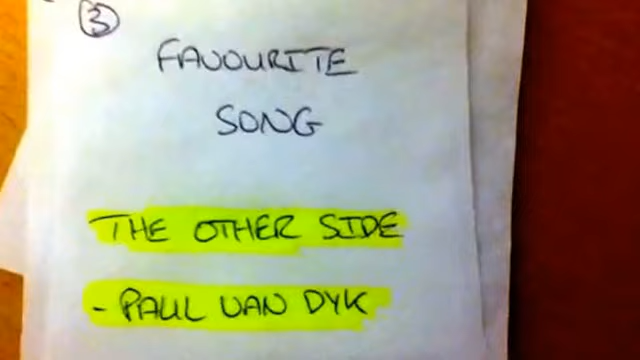 3
FAVOURITE
SONG
THE OTHER SIDE
- PAUL VAN DYK